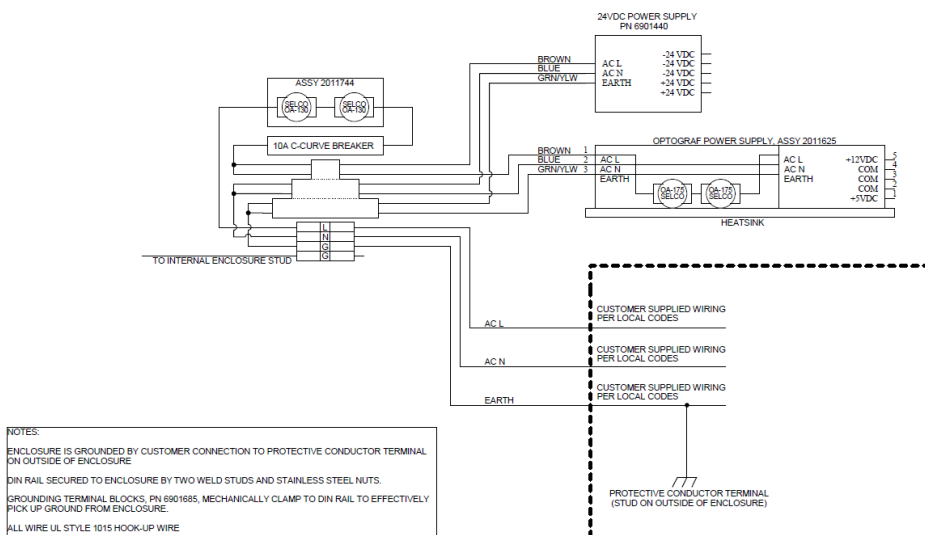 24VDC POWER SUPPLY
PN 6901440
BROWN
BLUE
GRN/YLW
AC L
AC N
EARTH
-24 VDC
-24 VDC
-24 VDC
+24 VDC
+24 VDC
ASSY 2011744
SELCO
OA-130
SELCO
OA-130
10A C-CURVE BREAKER
OPTOGRAF POWER SUPPLY, ASSY 2011625
BROWN 1
BLUE 2
GRN/YLW 3
AC L
AC N
EARTH
OA-175
SELCO
OA-175
SELCO
AC L
AC N
EARTH
+12VDC 5
COM 4
COM 3
COM 2
+5VDC 1
HEATSINK
L
N
G
G
TO INTERNAL ENCLOSURE STUD
AC L
CUSTOMER SUPPLIED WIRING
PER LOCAL CODES
AC N
CUSTOMER SUPPLIED WIRING
PER LOCAL CODES
EARTH
CUSTOMER SUPPLIED WIRING
PER LOCAL CODES
PROTECTIVE CONDUCTOR TERMINAL
(STUD ON OUTSIDE OF ENCLOSURE)
NOTES:
ENCLOSURE IS GROUNDED BY CUSTOMER CONNECTION TO PROTECTIVE CONDUCTOR TERMINAL
ON OUTSIDE OF ENCLOSURE
DIN RAIL SECURED TO ENCLOSURE BY TWO WELD STUDS AND STAINLESS STEEL NUTS.
GROUNDING TERMINAL BLOCKS, PN 6901685, MECHANICALLY CLAMP TO DIN RAIL TO EFFECTIVELY
PICK UP GROUND FROM ENCLOSURE.
ALL WIRE UL STYLE 1015 HOOK-UP WIRE